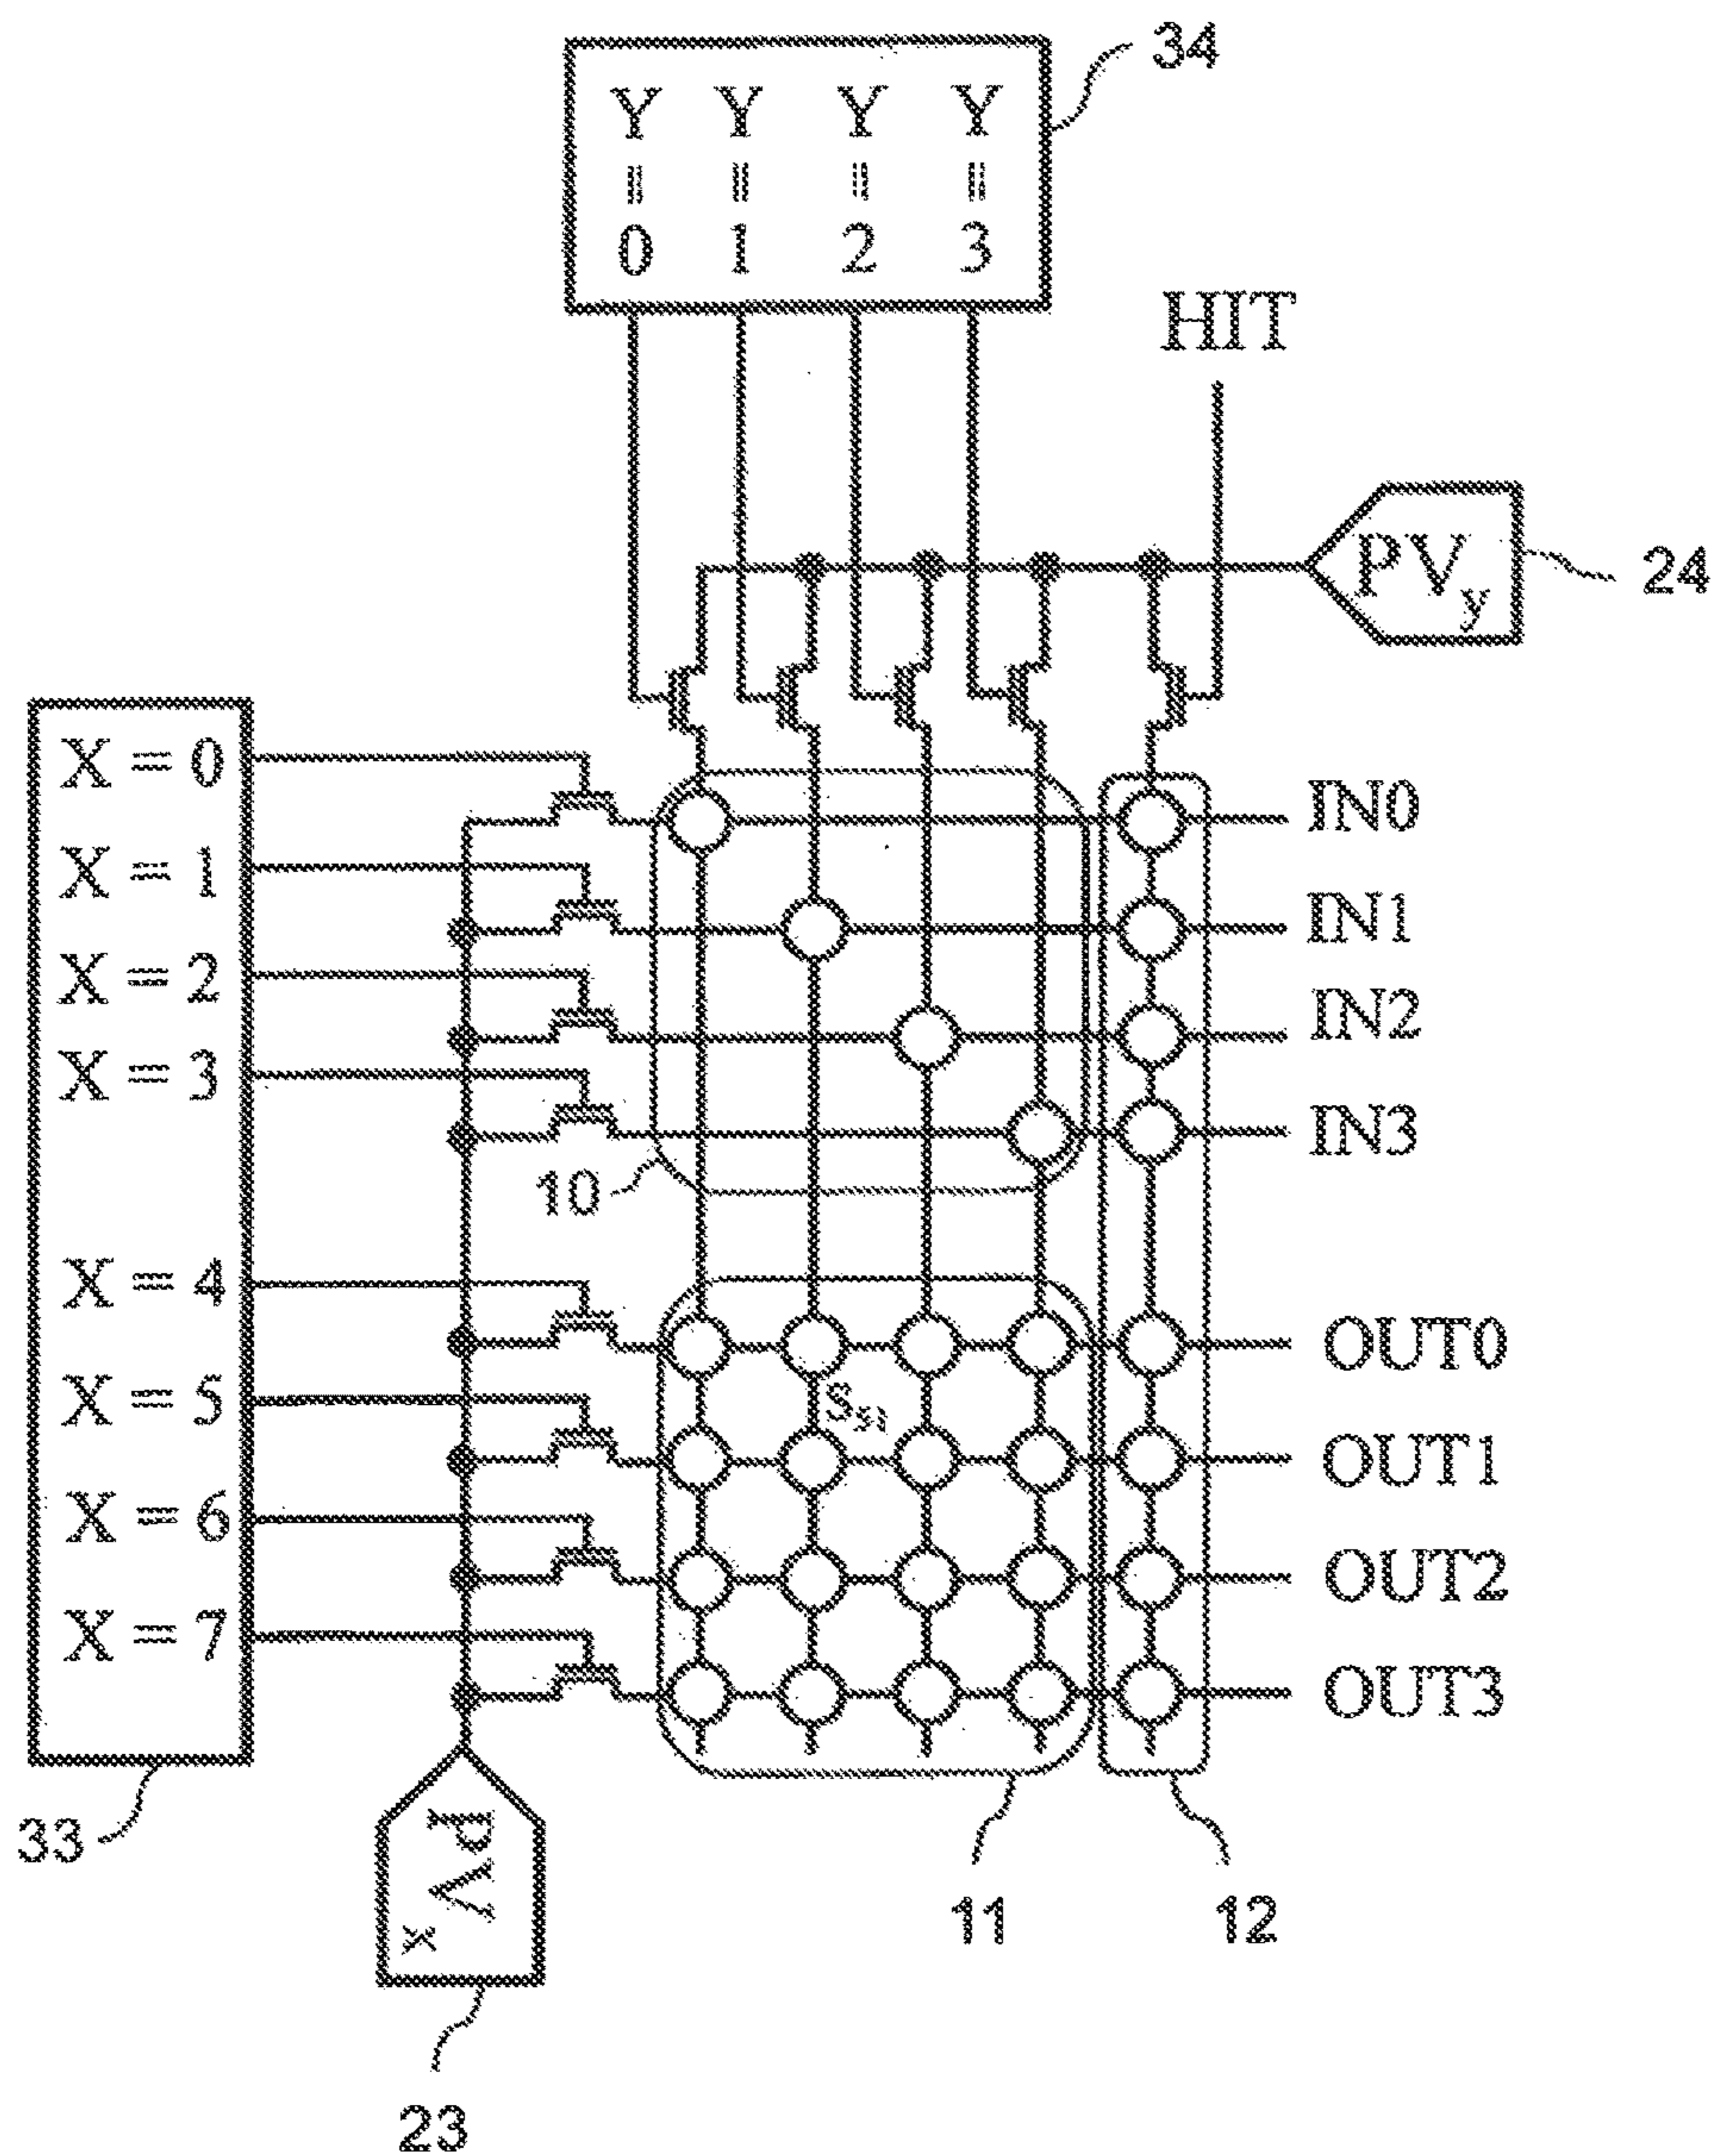 34
Y = 0
Y = 1
Y = 2
Y = 3
HIT
PVy
24
X = 0
X = 1
X = 2
X = 3
X = 4
X = 5
X = 6
X = 7
IN0
IN1
IN2
IN3
10
OUT0
S51
OUT1
OUT2
OUT3
33
PVx
11
12
23